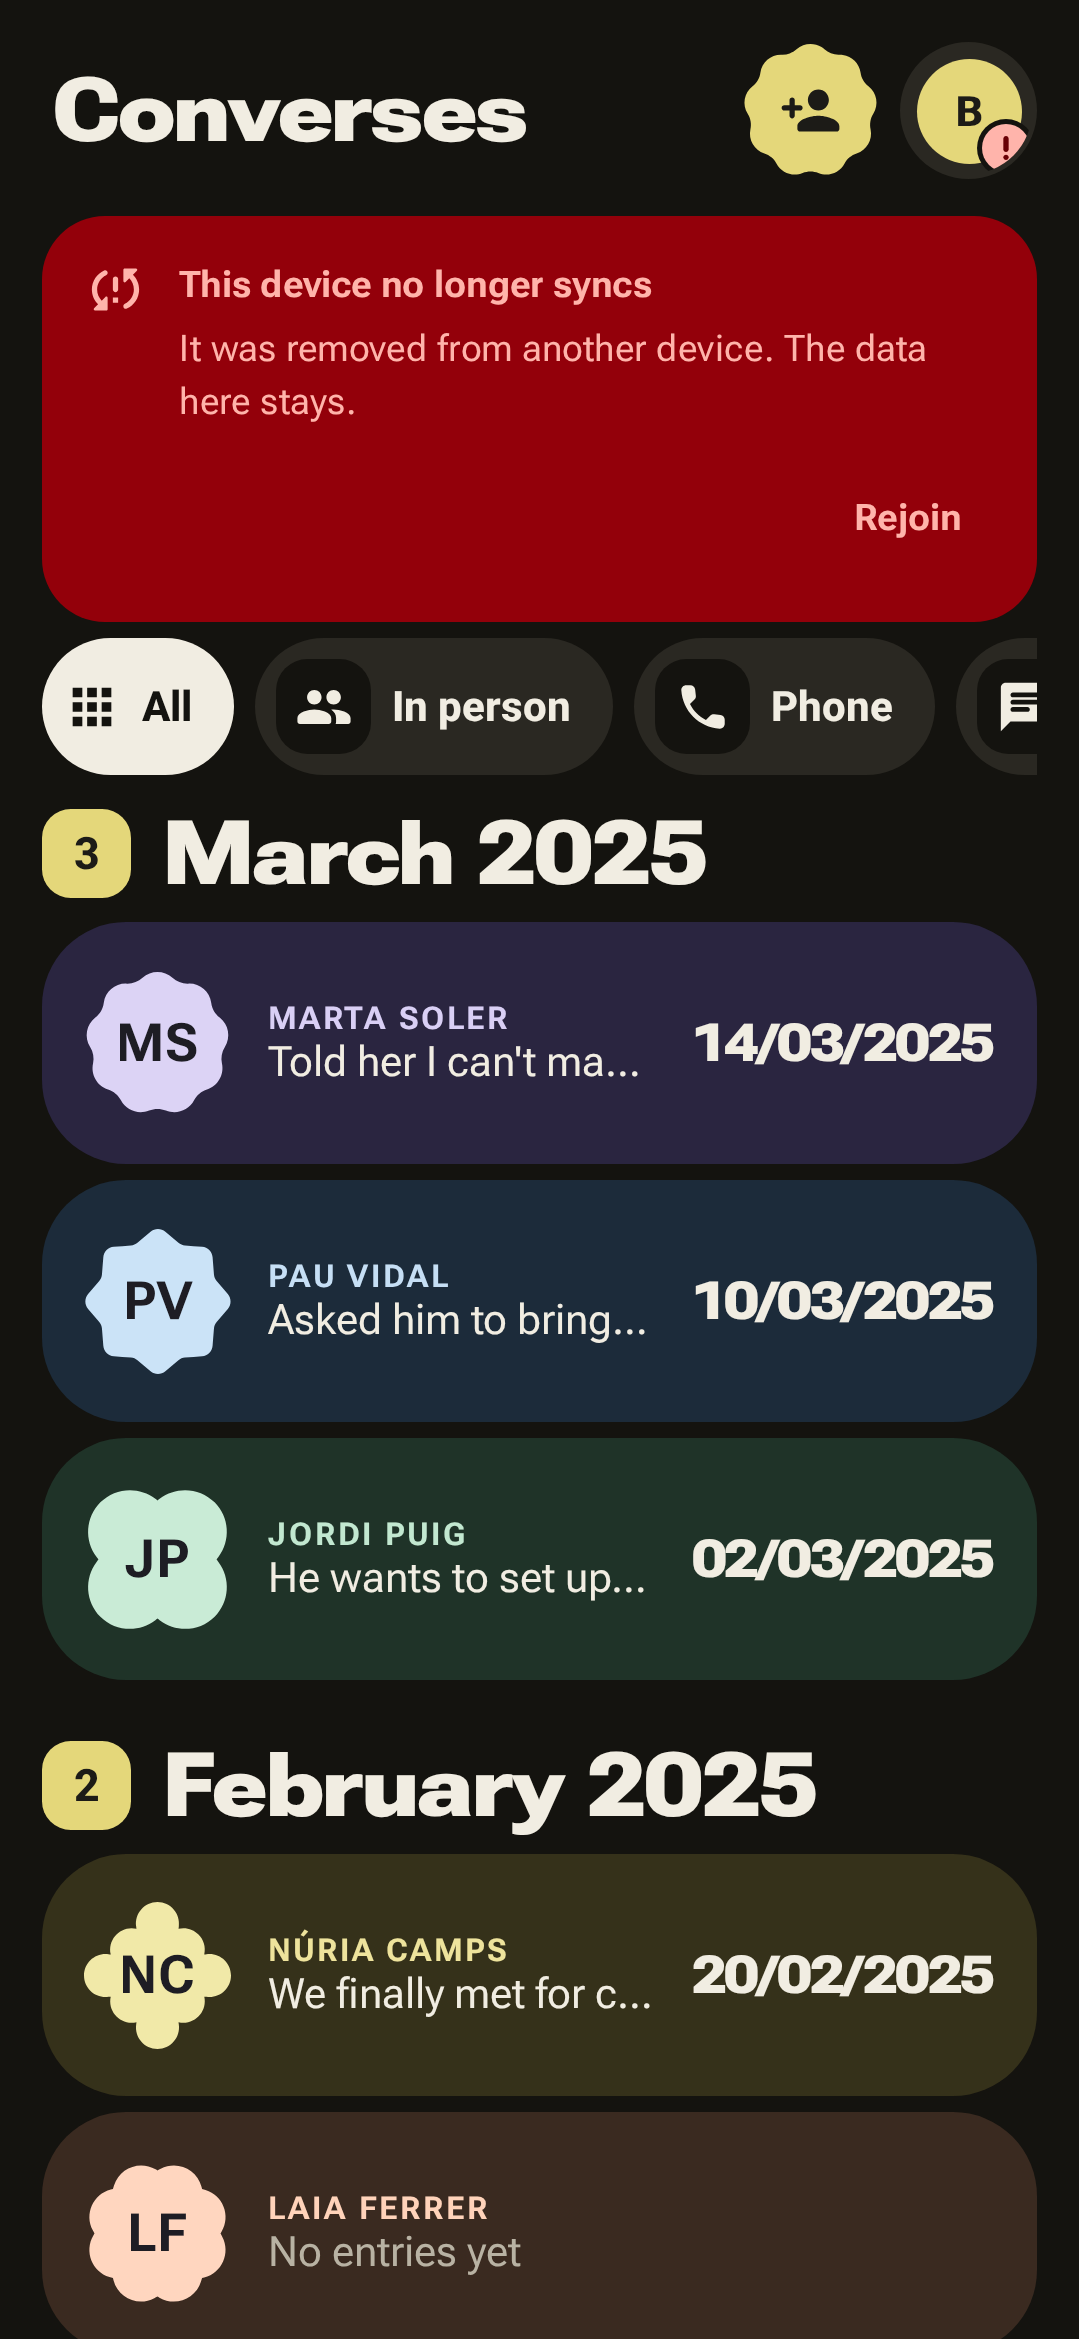 Converses
B
!
This device no longer syncs
It was removed from another device. The data
here stays.
Rejoin
All
In person
Phone
3
March 2025
MS
MARTA SOLER
Told her I can't ma...
14/03/2025
PV
PAU VIDAL
Asked him to bring...
10/03/2025
JP
JORDI PUIG
He wants to set up...
02/03/2025
2
February 2025
NC
NÚRIA CAMPS
We finally met for c...
20/02/2025
LF
LAIA FERRER
No entries yet